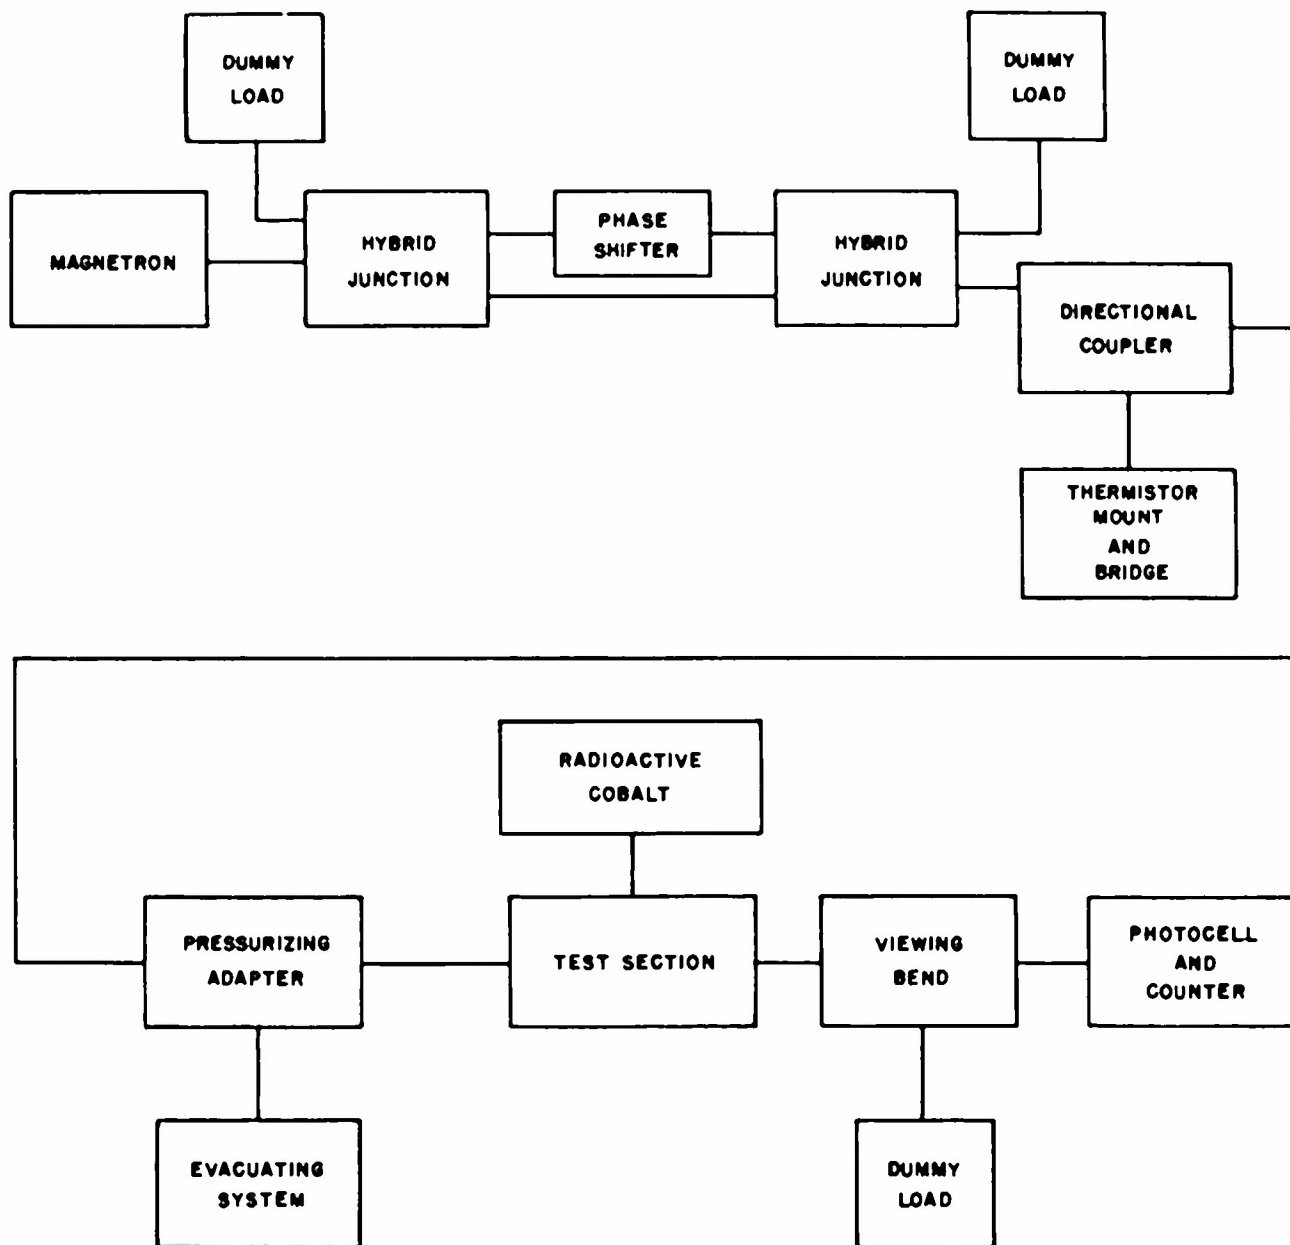 DUMMY
LOAD
DUMMY
LOAD
MAGNETRON
HYBRID
JUNCTION
PHASE
SHIFTER
HYBRID
JUNCTION
DIRECTIONAL
COUPLER
THERMISTOR
MOUNT
AND
BRIDGE
RADIOACTIVE
COBALT
PRESSURIZING
ADAPTER
TEST SECTION
VIEWING
BEND
PHOTOCELL
AND
COUNTER
EVACUATING
SYSTEM
DUMMY
LOAD